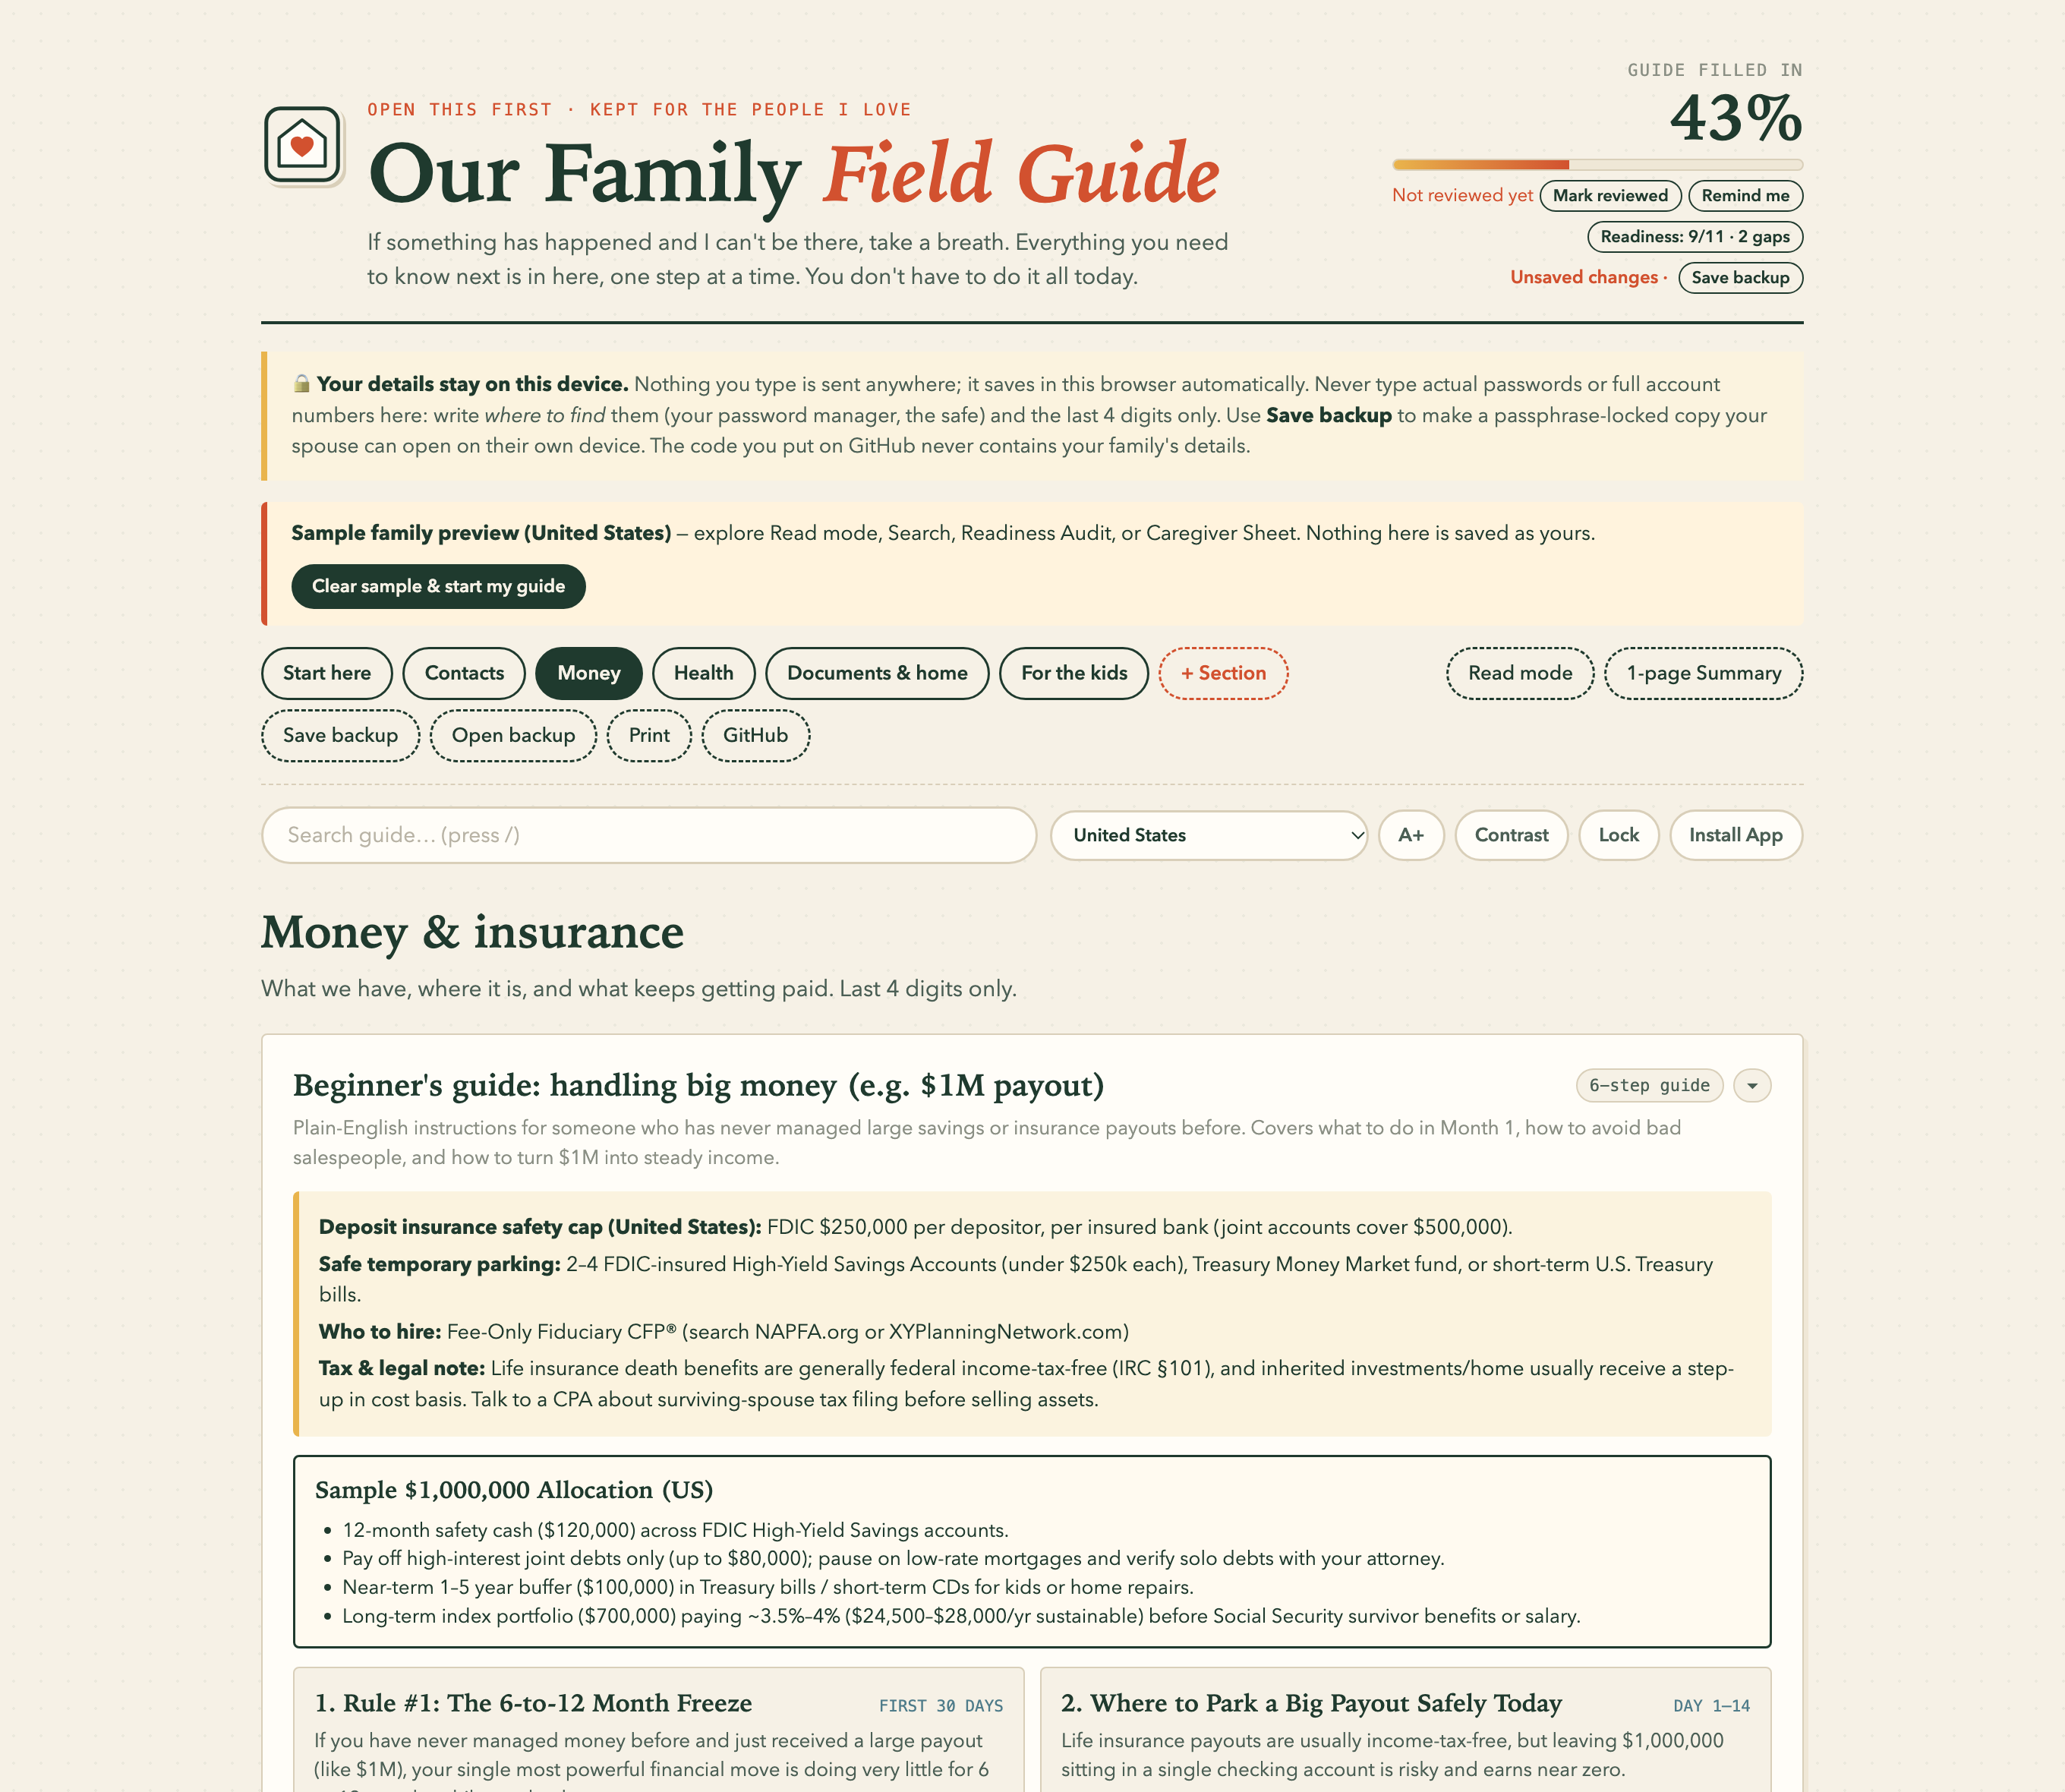 OPEN THIS FIRST · KEPT FOR THE PEOPLE I LOVE
Our Family Field Guide
If something has happened and I can't be there, take a breath. Everything you need
to know next is in here, one step at a time. You don't have to do it all today.
GUIDE FILLED IN
43%
Not reviewed yet Mark reviewed Remind me
Readiness: 9/11 · 2 gaps
Unsaved changes · Save backup
Your details stay on this device. Nothing you type is sent anywhere; it saves in this browser automatically. Never type actual passwords or full account
numbers here: write where to find them (your password manager, the safe) and the last 4 digits only. Use Save backup to make a passphrase-locked copy your
spouse can open on their own device. The code you put on GitHub never contains your family's details.
Sample family preview (United States) – explore Read mode, Search, Readiness Audit, or Caregiver Sheet. Nothing here is saved as yours.
Clear sample & start my guide
Start here Contacts Money Health Documents & home For the kids + Section Read mode 1-page Summary
Save backup Open backup Print GitHub
Search guide… (press /) United States A+ Contrast Lock Install App
Money & insurance
What we have, where it is, and what keeps getting paid. Last 4 digits only.
Beginner's guide: handling big money (e.g. $1M payout) 6-step guide
Plain-English instructions for someone who has never managed large savings or insurance payouts before. Covers what to do in Month 1, how to avoid bad
salespeople, and how to turn $1M into steady income.
Deposit insurance safety cap (United States): FDIC $250,000 per depositor, per insured bank (joint accounts cover $500,000).
Safe temporary parking: 2–4 FDIC-insured High-Yield Savings Accounts (under $250k each), Treasury Money Market fund, or short-term U.S. Treasury
bills.
Who to hire: Fee-Only Fiduciary CFP® (search NAPFA.org or XYPlanningNetwork.com)
Tax & legal note: Life insurance death benefits are generally federal income-tax-free (IRC §101), and inherited investments/home usually receive a step-
up in cost basis. Talk to a CPA about surviving-spouse tax filing before selling assets.
Sample $1,000,000 Allocation (US)
• 12-month safety cash ($120,000) across FDIC High-Yield Savings accounts.
• Pay off high-interest joint debts only (up to $80,000); pause on low-rate mortgages and verify solo debts with your attorney.
• Near-term 1–5 year buffer ($100,000) in Treasury bills / short-term CDs for kids or home repairs.
• Long-term index portfolio ($700,000) paying ~3.5%–4% ($24,500–$28,000/yr sustainable) before Social Security survivor benefits or salary.
1. Rule #1: The 6-to-12 Month Freeze FIRST 30 DAYS
If you have never managed money before and just received a large payout
(like $1M), your single most powerful financial move is doing very little for 6
2. Where to Park a Big Payout Safely Today DAY 1–14
Life insurance payouts are usually income-tax-free, but leaving $1,000,000
sitting in a single checking account is risky and earns near zero.